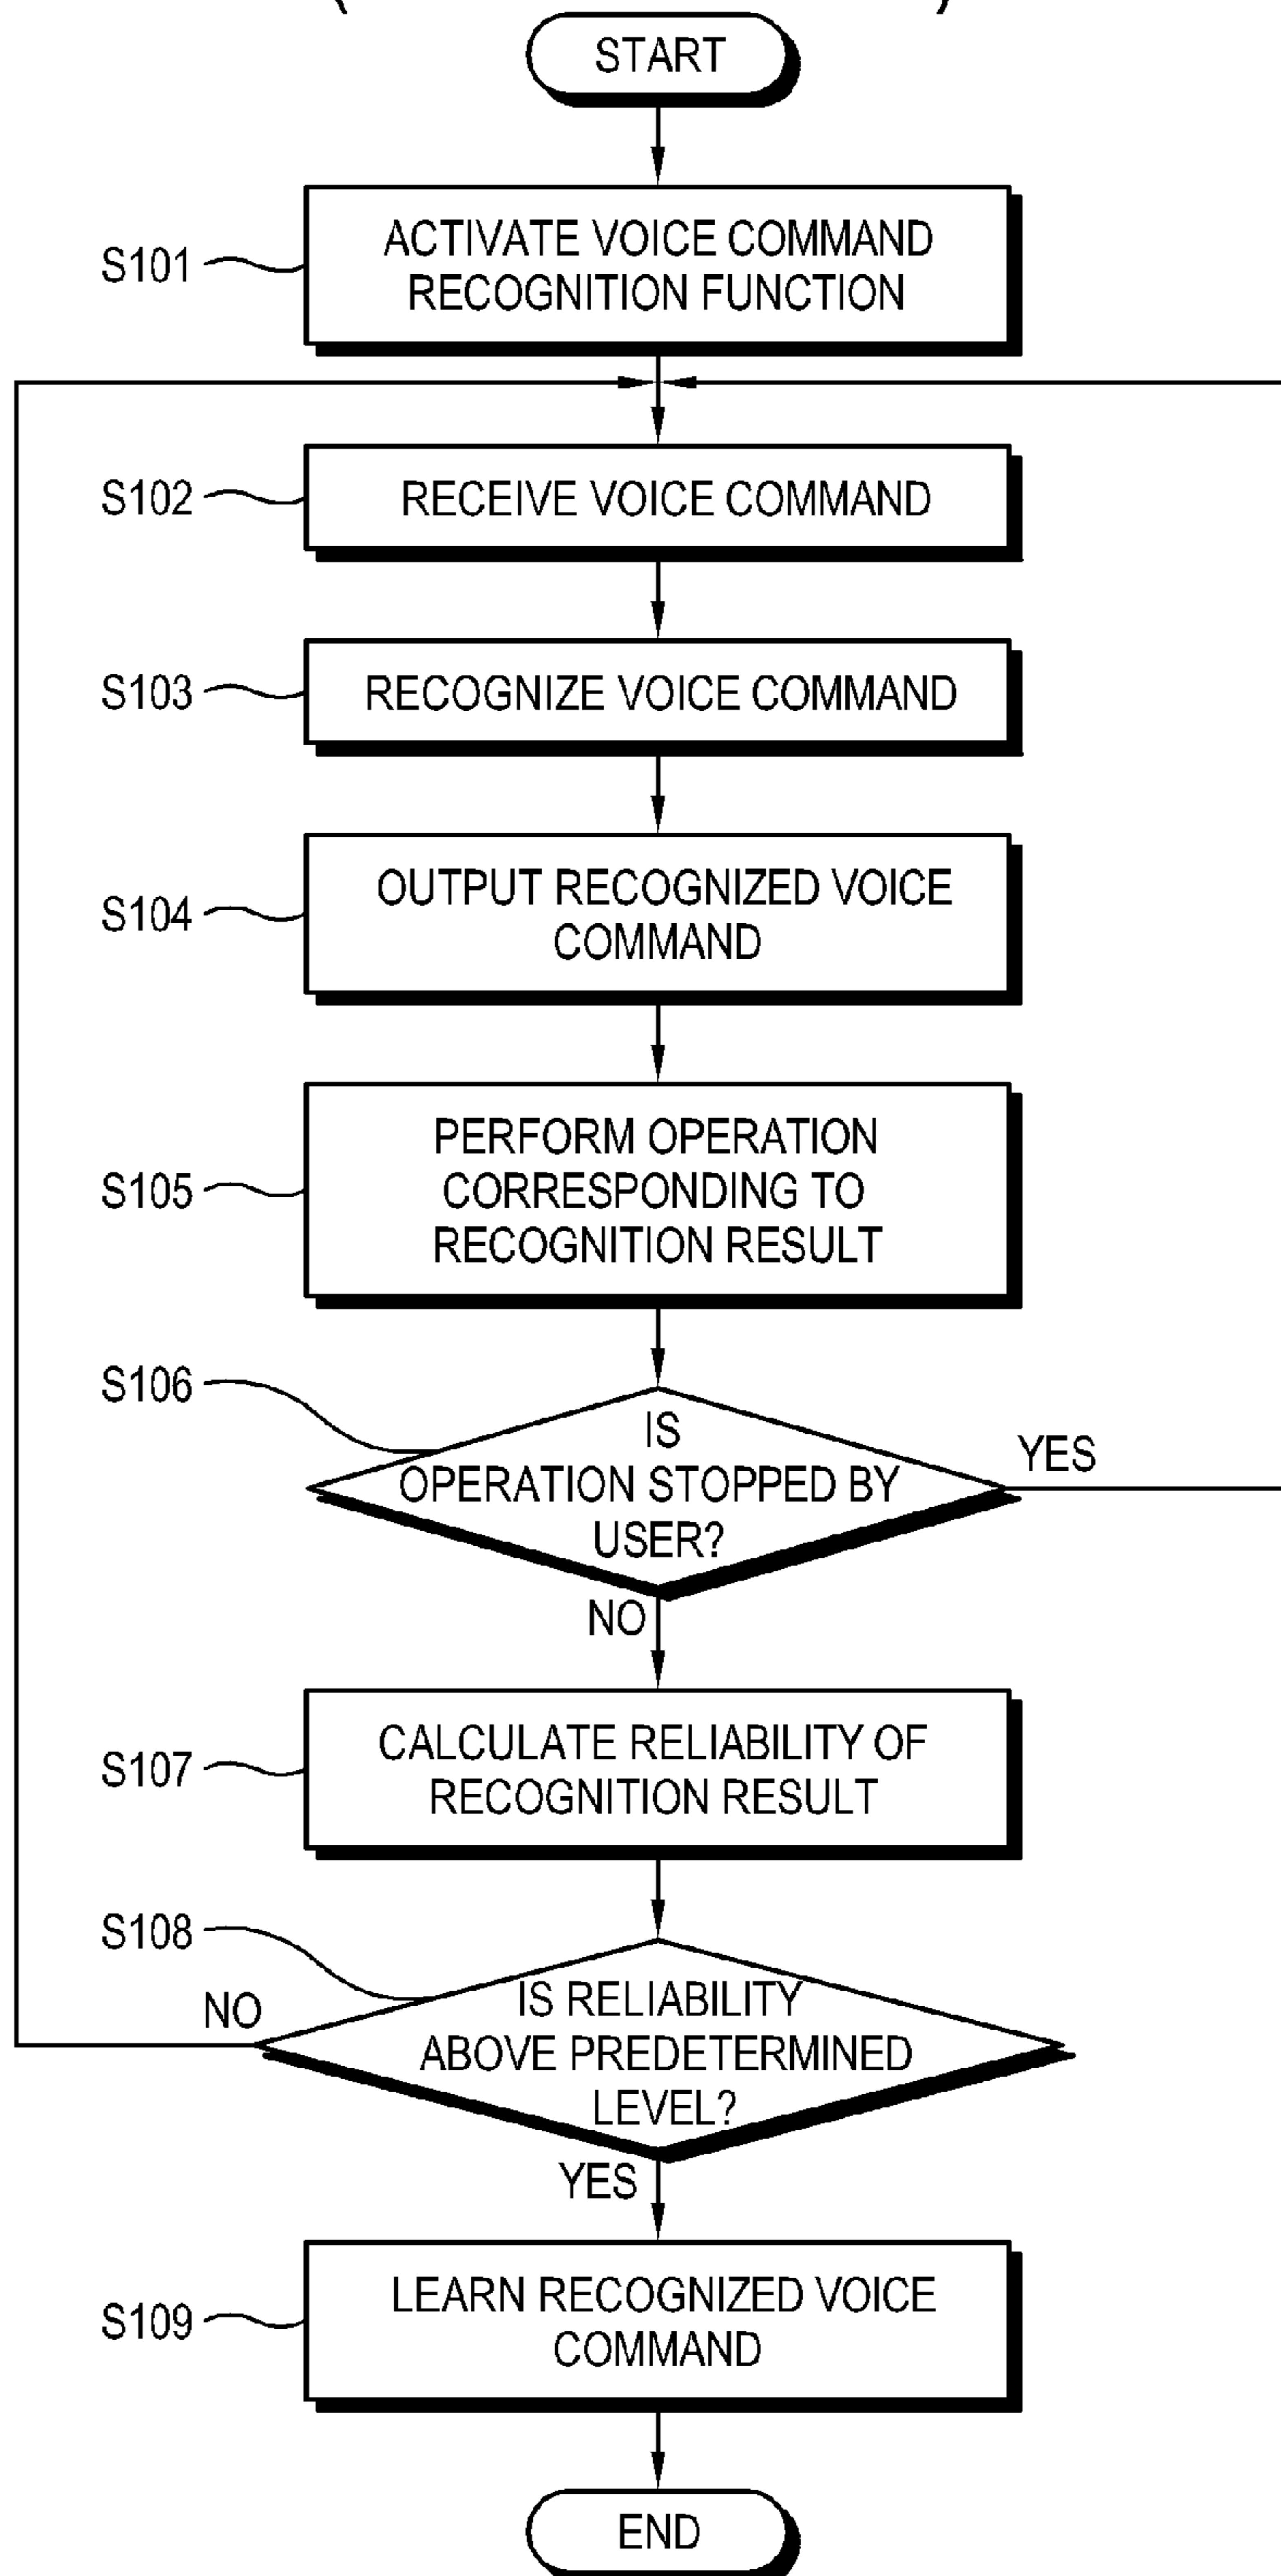 START
S101
ACTIVATE VOICE COMMAND
RECOGNITION FUNCTION
S102
RECEIVE VOICE COMMAND
S103
RECOGNIZE VOICE COMMAND
S104
OUTPUT RECOGNIZED VOICE
COMMAND
S105
PERFORM OPERATION
CORRESPONDING TO
RECOGNITION RESULT
S106
IS
OPERATION STOPPED BY
USER?
YES
NO
S107
CALCULATE RELIABILITY OF
RECOGNITION RESULT
S108
NO
IS RELIABILITY
ABOVE PREDETERMINED
LEVEL?
YES
S109
LEARN RECOGNIZED VOICE
COMMAND
END